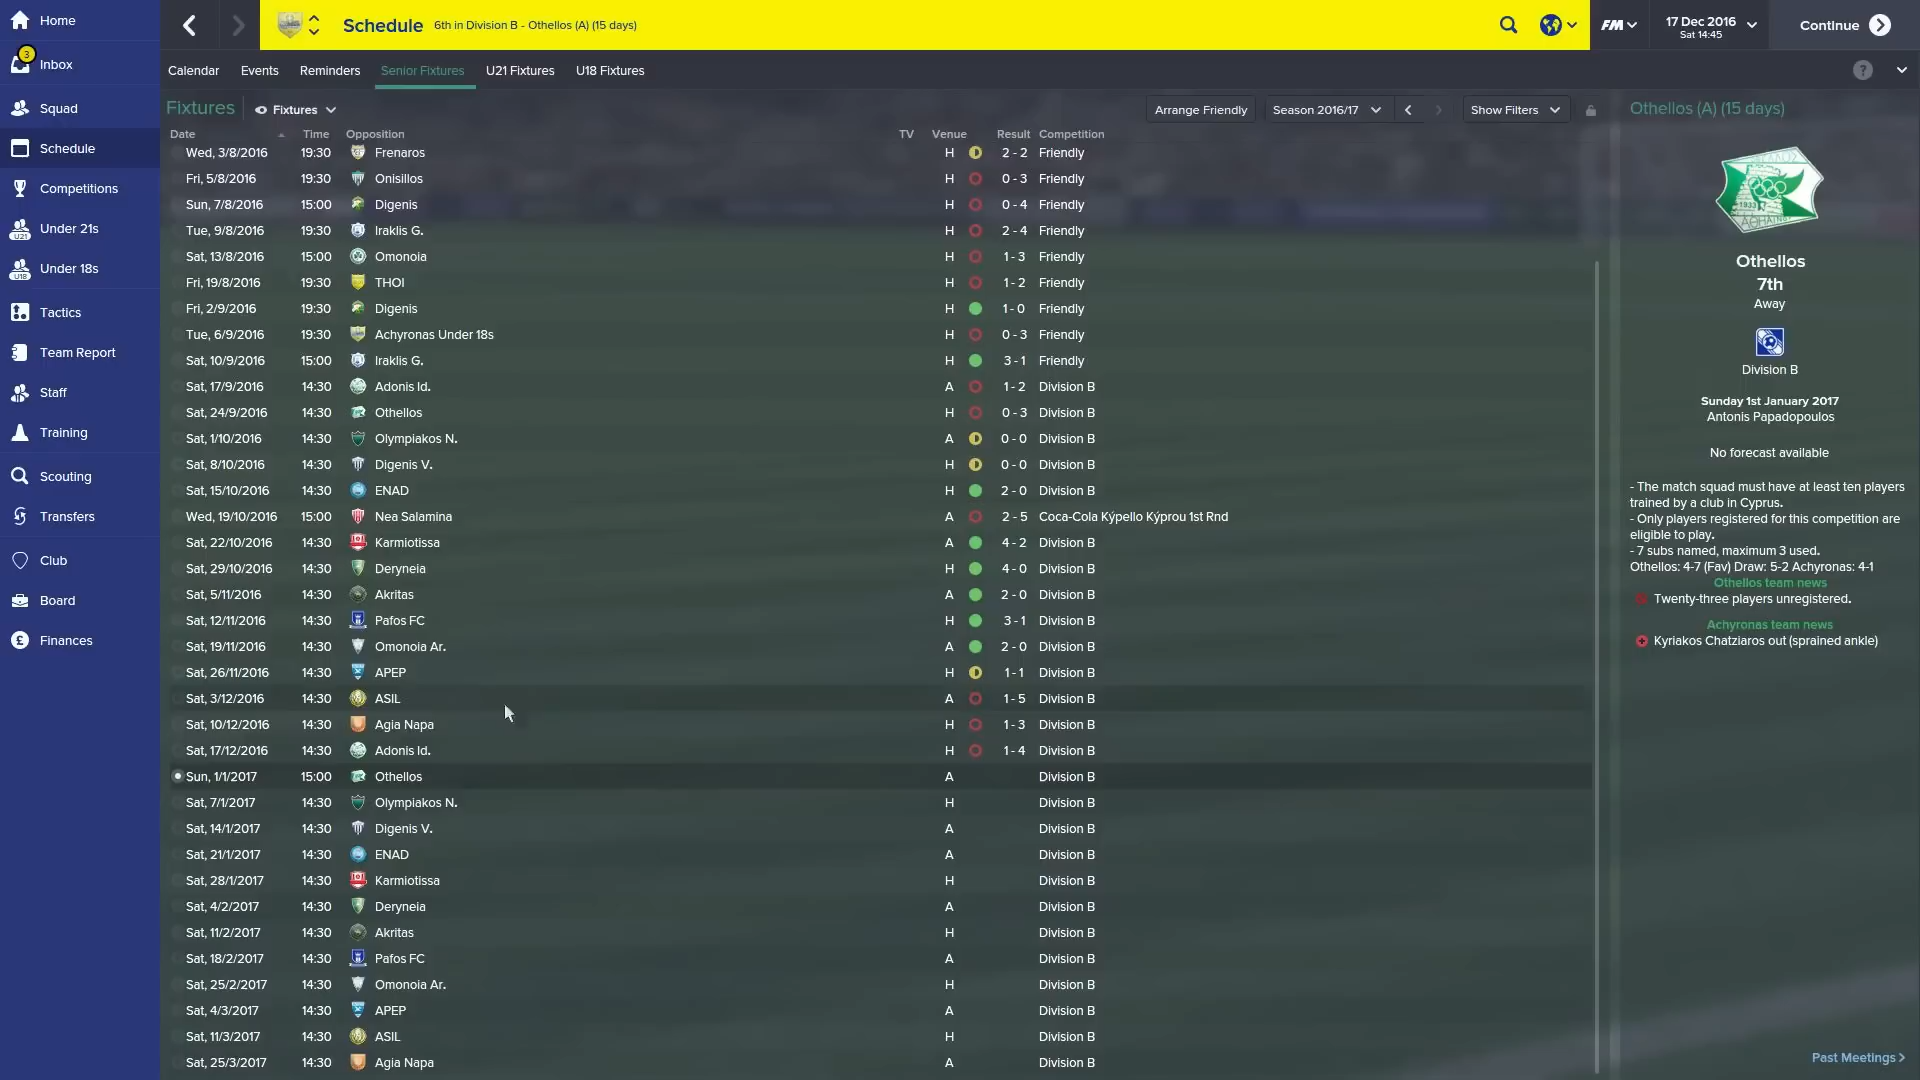 Home
3
Inbox
Squad
Schedule
Competitions
U21
Under 21s
U18
Under 18s
Tactics
Team Report
Staff
Training
Scouting
Transfers
Club
Board
£
Finances
Schedule
6th in Division B - Othellos (A) (15 days)
FM
17 Dec 2016
Sat 14:45
Continue
Calendar
Events
Reminders
Senior Fixtures
U21 Fixtures
U18 Fixtures
?
Fixtures
Fixtures
Arrange Friendly
Season 2016/17
Show Filters
Date Time Opposition TV Venue Result Competition
Wed, 3/8/2016 19:30 Frenaros H 2 - 2 Friendly
Fri, 5/8/2016 19:30 Onisillos H 0 - 3 Friendly
Sun, 7/8/2016 15:00 Digenis H 0 - 4 Friendly
Tue, 9/8/2016 19:30 Iraklis G. H 2 - 4 Friendly
Sat, 13/8/2016 15:00 Omonoia H 1 - 3 Friendly
Fri, 19/8/2016 19:30 THOI H 1 - 2 Friendly
Fri, 2/9/2016 19:30 Digenis H 1 - 0 Friendly
Tue, 6/9/2016 19:30 Achyronas Under 18s H 0 - 3 Friendly
Sat, 10/9/2016 15:00 Iraklis G. H 3 - 1 Friendly
Sat, 17/9/2016 14:30 Adonis Id. A 1 - 2 Division B
Sat, 24/9/2016 14:30 Othellos H 0 - 3 Division B
Sat, 1/10/2016 14:30 Olympiakos N. A 0 - 0 Division B
Sat, 8/10/2016 14:30 Digenis V. H 0 - 0 Division B
Sat, 15/10/2016 14:30 ENAD H 2 - 0 Division B
Wed, 19/10/2016 15:00 Nea Salamina A 2 - 5 Coca-Cola Kýpello Kýprou 1st Rnd
Sat, 22/10/2016 14:30 Karmiotissa A 4 - 2 Division B
Sat, 29/10/2016 14:30 Deryneia H 4 - 0 Division B
Sat, 5/11/2016 14:30 Akritas A 2 - 0 Division B
Sat, 12/11/2016 14:30 Pafos FC H 3 - 1 Division B
Sat, 19/11/2016 14:30 Omonoia Ar. A 2 - 0 Division B
Sat, 26/11/2016 14:30 APEP H 1 - 1 Division B
Sat, 3/12/2016 14:30 ASIL A 1 - 5 Division B
Sat, 10/12/2016 14:30 Agia Napa H 1 - 3 Division B
Sat, 17/12/2016 14:30 Adonis Id. H 1 - 4 Division B
Sun, 1/1/2017 15:00 Othellos A Division B
Sat, 7/1/2017 14:30 Olympiakos N. H Division B
Sat, 14/1/2017 14:30 Digenis V. A Division B
Sat, 21/1/2017 14:30 ENAD A Division B
Sat, 28/1/2017 14:30 Karmiotissa H Division B
Sat, 4/2/2017 14:30 Deryneia A Division B
Sat, 11/2/2017 14:30 Akritas H Division B
Sat, 18/2/2017 14:30 Pafos FC A Division B
Sat, 25/2/2017 14:30 Omonoia Ar. H Division B
Sat, 4/3/2017 14:30 APEP A Division B
Sat, 11/3/2017 14:30 ASIL H Division B
Sat, 25/3/2017 14:30 Agia Napa A Division B
Othellos (A) (15 days)
1933
Othellos
7th
Away
Division B
Sunday 1st January 2017
Antonis Papadopoulos
No forecast available
- The match squad must have at least ten players
trained by a club in Cyprus.
- Only players registered for this competition are
eligible to play.
- 7 subs named, maximum 3 used.
Othellos: 4-7 (Fav) Draw: 5-2 Achyronas: 4-1
Othellos team news
Twenty-three players unregistered.
Achyronas team news
Kyriakos Chatziaros out (sprained ankle)
Past Meetings >